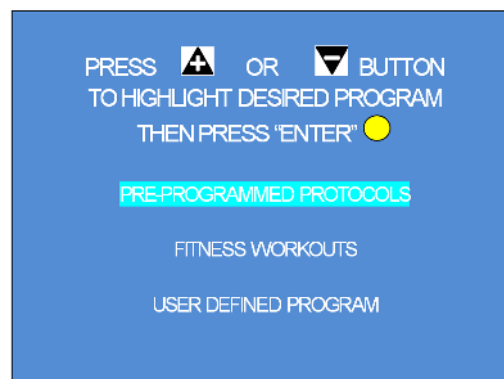 PRESS + OR − BUTTON
TO HIGHLIGHT DESIRED PROGRAM
THEN PRESS "ENTER"
PRE-PROGRAMMED PROTOCOLS
FITNESS WORKOUTS
USER DEFINED PROGRAM